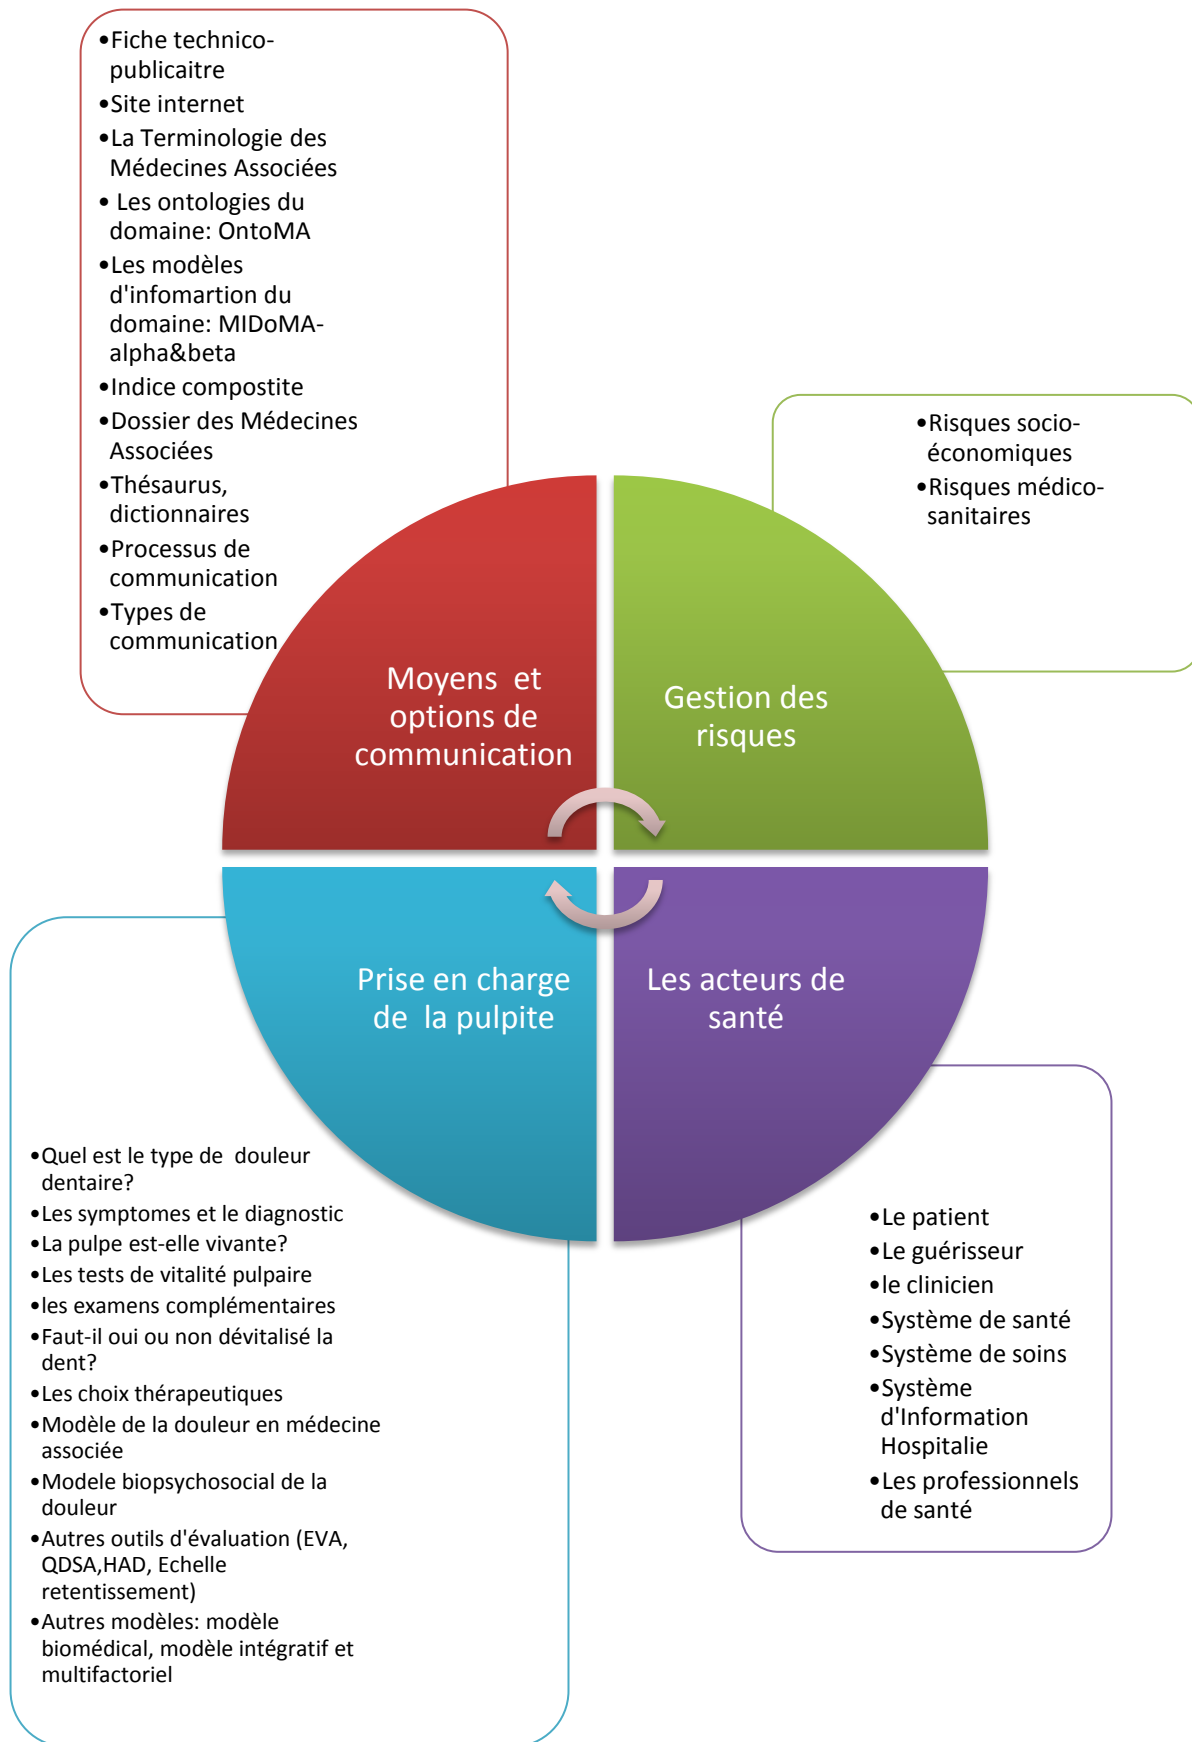 •Fiche technico-
publicaitre
•Site internet
•La Terminologie des
Médecines Associées
• Les ontologies du
domaine: OntoMA
•Les modèles
d'infomartion du
domaine: MIDoMA-
alpha&beta
•Indice compostite
•Dossier des Médecines
Associées
•Thésaurus,
dictionnaires
•Processus de
communication
•Types de
communication
•Risques socio-
économiques
•Risques médico-
sanitaires
Moyens et
options de
communication
Gestion des
risques
Prise en charge
de la pulpite
Les acteurs de
santé
•Quel est le type de douleur
dentaire?
•Les symptomes et le diagnostic
•La pulpe est-elle vivante?
•Les tests de vitalité pulpaire
•les examens complémentaires
•Faut-il oui ou non dévitalisé la
dent?
•Les choix thérapeutiques
•Modèle de la douleur en médecine
associée
•Modele biopsychosocial de la
douleur
•Autres outils d'évaluation (EVA,
QDSA,HAD, Echelle
retentissement)
•Autres modèles: modèle
biomédical, modèle intégratif et
multifactoriel
•Le patient
•Le guérisseur
•le clinicien
•Système de santé
•Système de soins
•Système
d'Information
Hospitalie
•Les professionnels
de santé